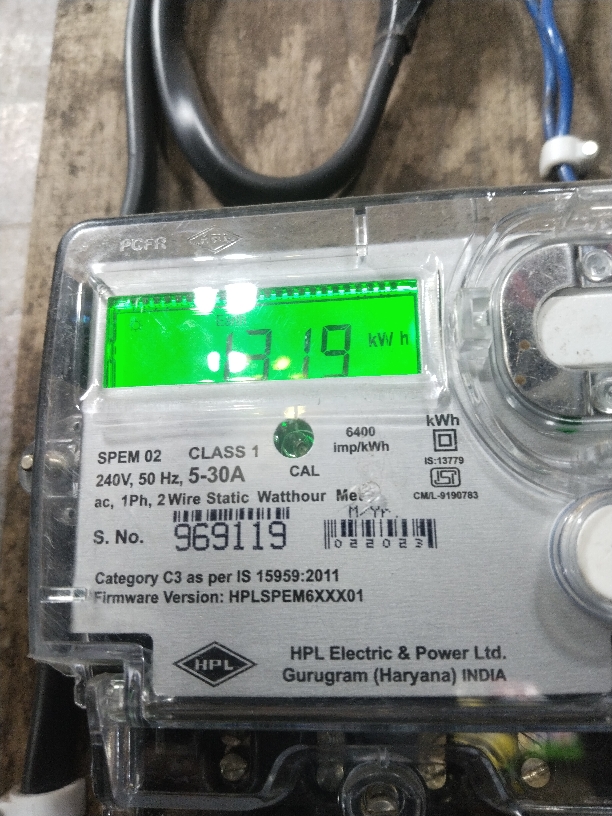 PCFR
HPL
kWh
SPEM 02 CLASS 1
6400
imp/kWh
kWh
240V, 50 Hz, 5-30A
CAL
IS:13779
ac, 1Ph, 2 Wire Static Watthour
CM/L-9190783
M/Yr.
S. No. 969119
022023
Category C3 as per IS 15959:2011
Firmware Version: HPLSPEM6XXX01
HPL
HPL Electric & Power Ltd.
Gurugram (Haryana) INDIA